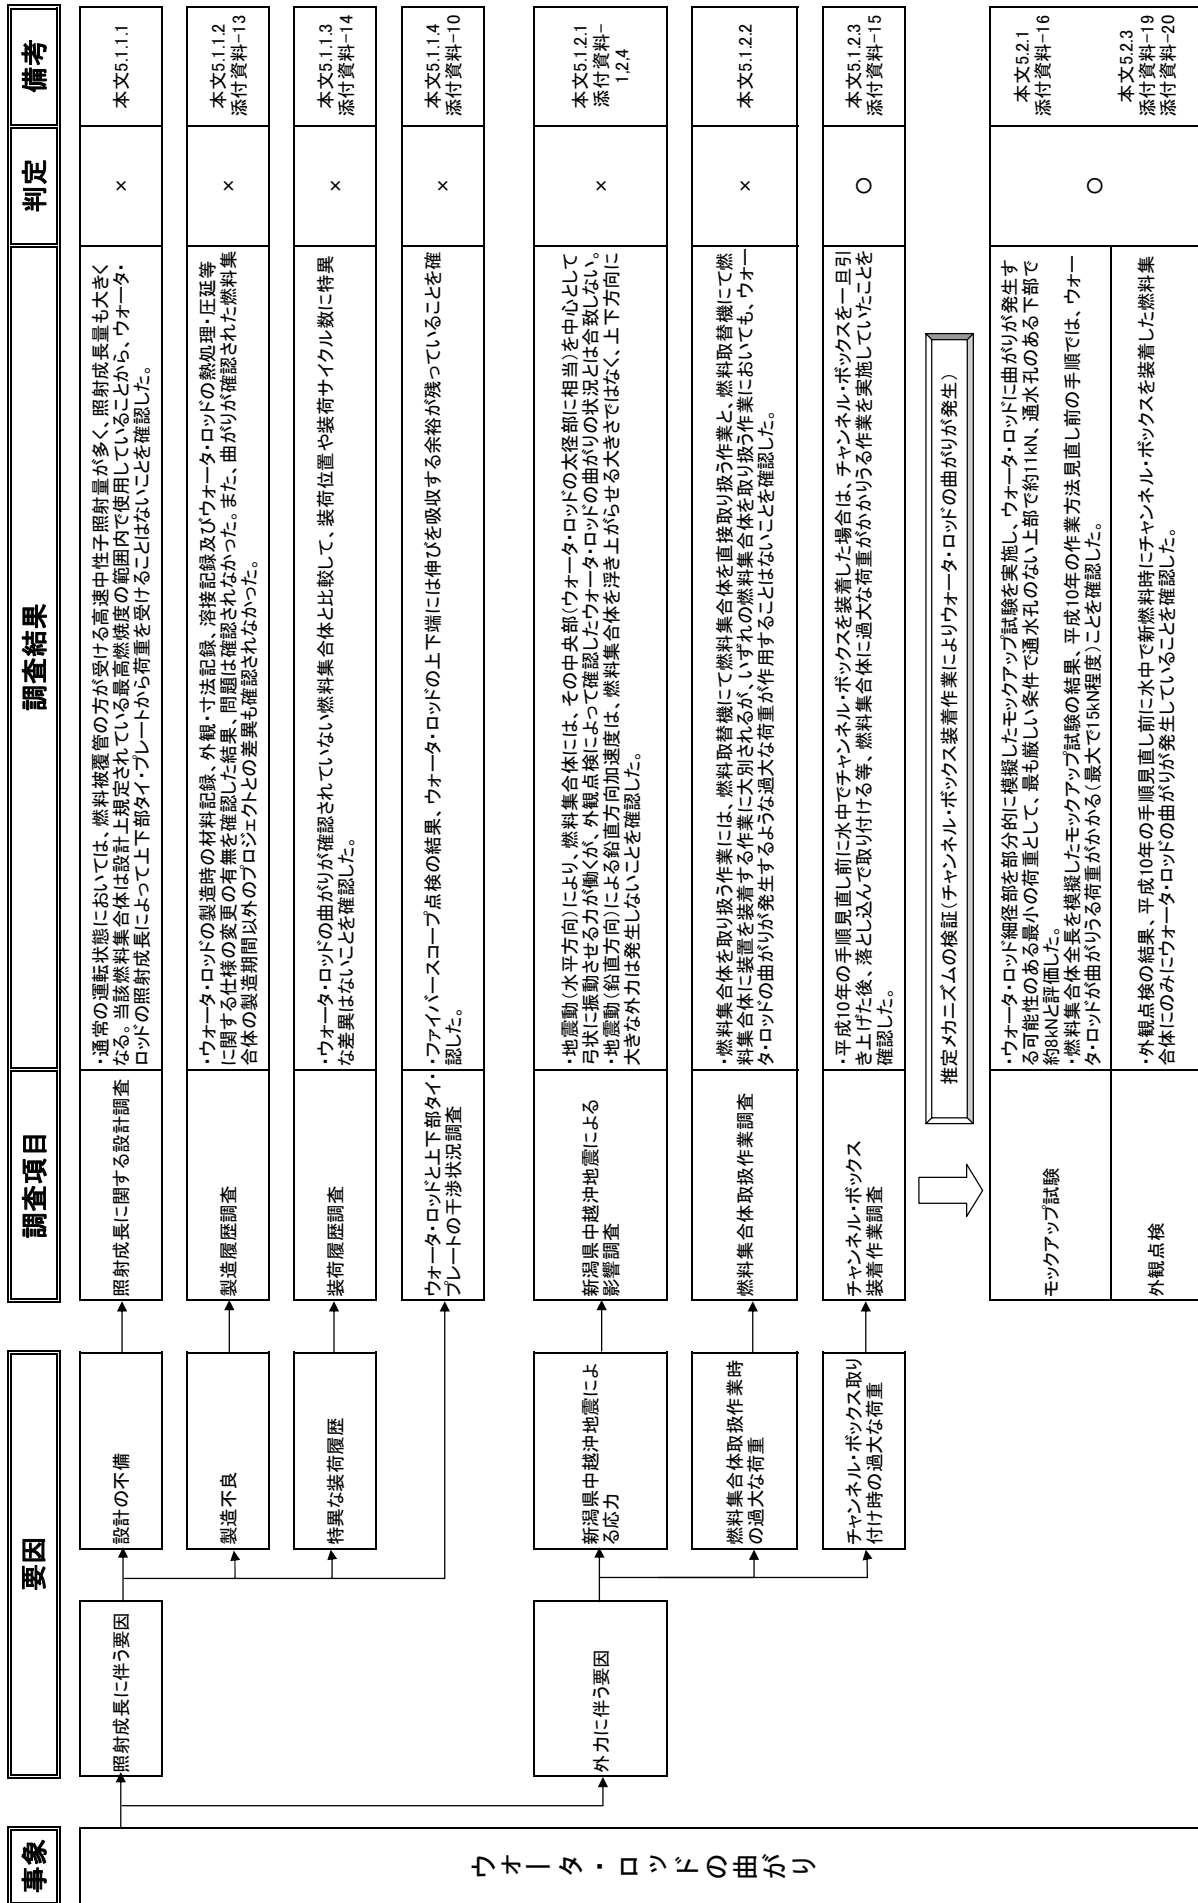 事象
要因
調査項目
調査結果
判定
備考
ウォータ・ロッドの曲がり
照射成長に伴う要因
設計の不備
照射成長に関する設計調査
・通常の運転状態においては、燃料被覆管の方が受ける高速中性子照射量が多く、照射成長量も大きく
なる。当該燃料集合体は設計上規定されている最高燃焼度の範囲内で使用していることから、ウォータ・
ロッドの照射成長によって上下部タイ・プレートから荷重を受けることはないことを確認した。
×
本文5.1.1.1
製造不良
製造履歴調査
・ウォータ・ロッドの製造時の材料記録、外観・寸法記録、溶接記録及びウォータ・ロッドの熱処理・圧延等
に関する仕様の変更の有無を確認した結果、問題は確認されなかった。また、曲がりが確認された燃料集
合体の製造期間以外のプロジェクトとの差異も確認されなかった。
×
本文5.1.1.2
添付資料-13
特異な装荷履歴
装荷履歴調査
・ウォータ・ロッドの曲がりが確認されていない燃料集合体と比較して、装荷位置や装荷サイクル数に特異
な差異はないことを確認した。
×
本文5.1.1.3
添付資料-14
ウォータ・ロッドと上下部タイ・
プレートの干渉状況調査
・ファイバースコープ点検の結果、ウォータ・ロッドの上下端には伸びを吸収する余裕が残っていることを確
認した。
×
本文5.1.1.4
添付資料-10
外力に伴う要因
新潟県中越沖地震によ
る応力
新潟県中越沖地震による
影響調査
・地震動(水平方向)により、燃料集合体には、その中央部(ウォータ・ロッドの太径部に相当)を中心として
弓状に振動させる力が働くが、外観点検によって確認したウォータ・ロッドの曲がりの状況とは合致しない。
・地震動(鉛直方向)による鉛直方向加速度は、燃料集合体を浮き上がらせる大きさではなく、上下方向に
大きな外力は発生しないことを確認した。
×
本文5.1.2.1
添付資料-
1,2,4
燃料集合体取扱作業時
の過大な荷重
燃料集合体取扱作業調査
・燃料集合体を取り扱う作業には、燃料取替機にて燃料集合体を直接取り扱う作業と、燃料取替機にて燃
料集合体に装置を装着する作業に大別されるが、いずれの燃料集合体を取り扱う作業においても、ウォー
タ・ロッドの曲がりが発生するような過大な荷重が作用することはないことを確認した。
×
本文5.1.2.2
チャンネル・ボックス取り
付け時の過大な荷重
チャンネル・ボックス
装着作業調査
・平成10年の手順見直し前に水中でチャンネル・ボックスを装着した場合は、チャンネル・ボックスを一旦引
き上げた後、落とし込んで取り付ける等、燃料集合体に過大な荷重がかかりうる作業を実施していたことを
確認した。
○
本文5.1.2.3
添付資料-15
推定メカニズムの検証(チャンネル・ボックス装着作業によりウォータ・ロッドの曲がりが発生)
モックアップ試験
・ウォータ・ロッド細径部を部分的に模擬したモックアップ試験を実施し、ウォータ・ロッドに曲がりが発生す
る可能性のある最小の荷重として、最も厳しい条件で通水孔のない上部で約11kN、通水孔のある下部で
約8kNと評価した。
・燃料集合体全長を模擬したモックアップ試験の結果、平成10年の作業方法見直し前の手順では、ウォー
タ・ロッドが曲がりうる荷重がかかる(最大で15kN程度)ことを確認した。
○
本文5.2.1
添付資料-16
外観点検
・外観点検の結果、平成10年の手順見直し前に水中で新燃料時にチャンネル・ボックスを装着した燃料集
合体にのみにウォータ・ロッドの曲がりが発生していることを確認した。
本文5.2.3
添付資料-19
添付資料-20